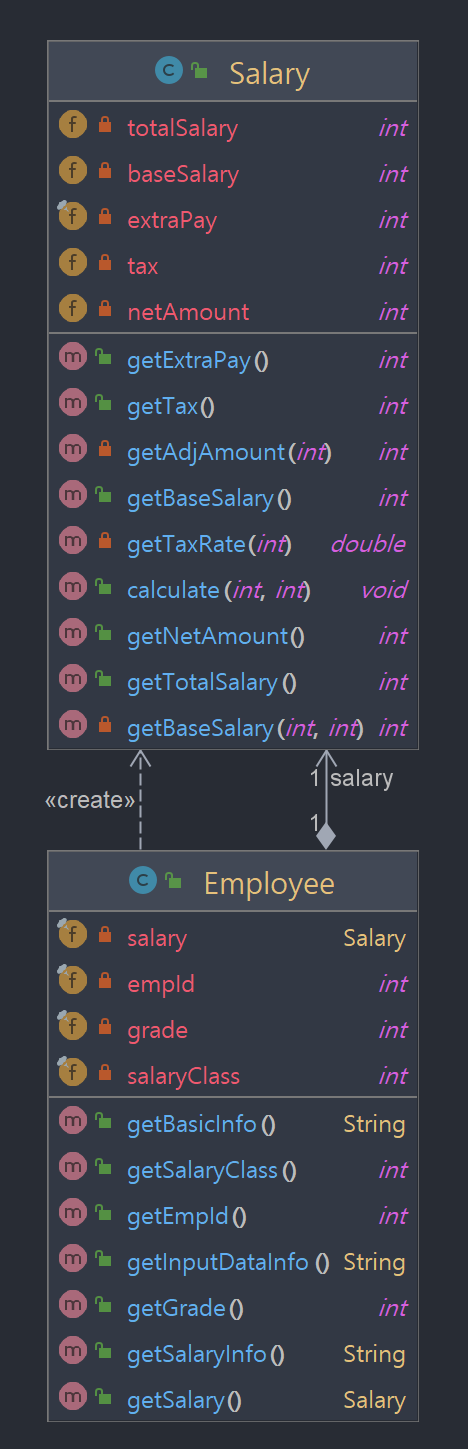 Salary
totalSalary int
baseSalary int
extraPay int
tax int
netAmount int
getExtraPay() int
getTax() int
getAdjAmount(int) int
getBaseSalary() int
getTaxRate(int) double
calculate(int, int) void
getNetAmount() int
getTotalSalary() int
getBaseSalary(int, int) int
1 salary
«create»
1
Employee
salary Salary
empId int
grade int
salaryClass int
getBasicInfo() String
getSalaryClass() int
getEmpId() int
getInputDataInfo() String
getGrade() int
getSalaryInfo() String
getSalary() Salary